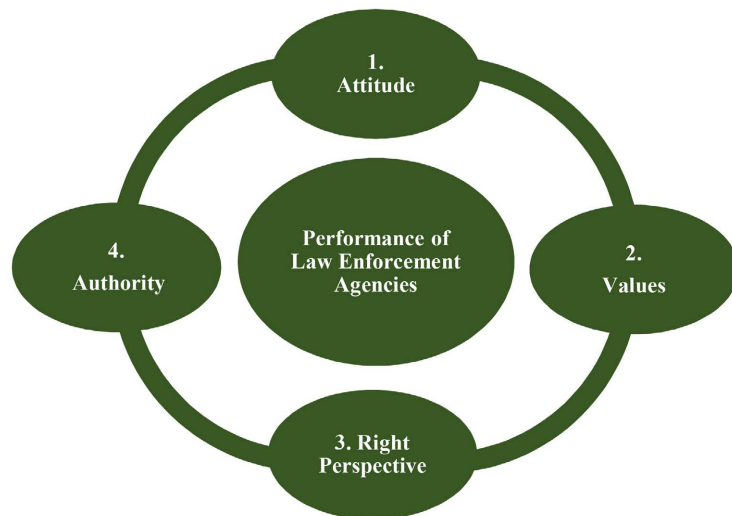 1.
Attitude
Performance of
Law Enforcement
Agencies
2.
Values
3. Right
Perspective
4.
Authority